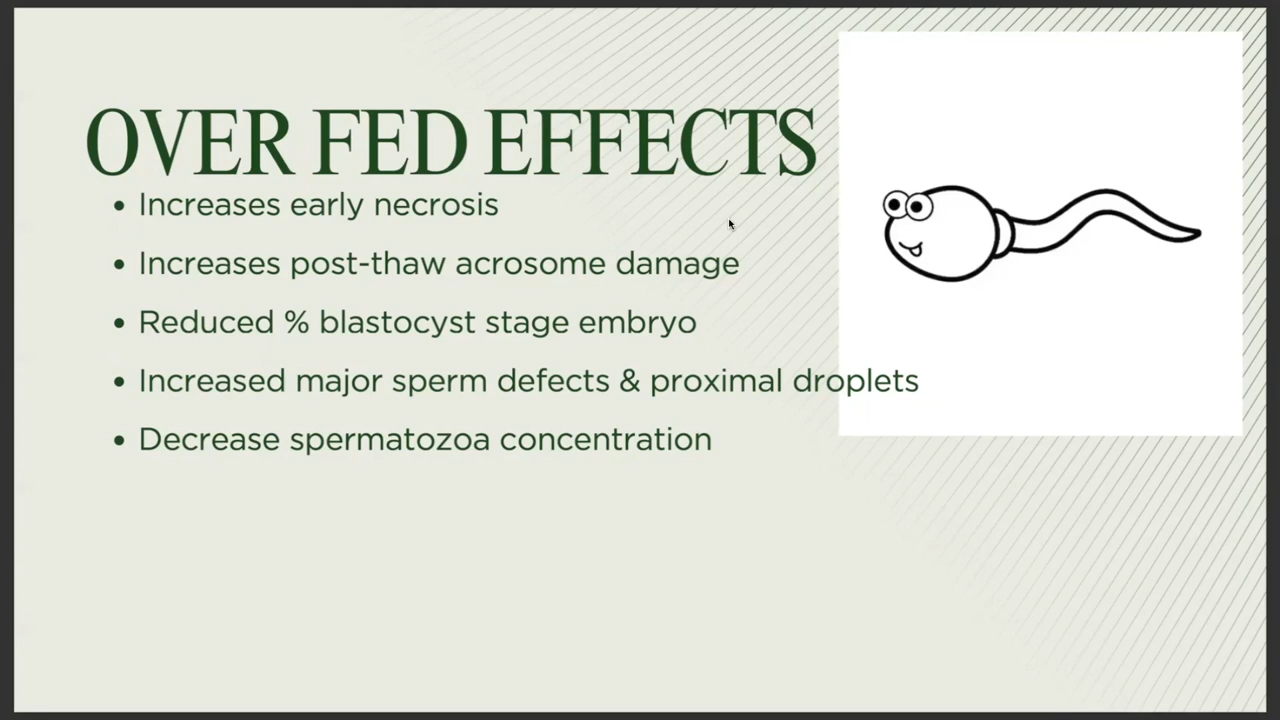 OVER FED EFFECTS
• Increases early necrosis
• Increases post-thaw acrosome damage
• Reduced % blastocyst stage embryo
• Increased major sperm defects & proximal droplets
• Decrease spermatozoa concentration